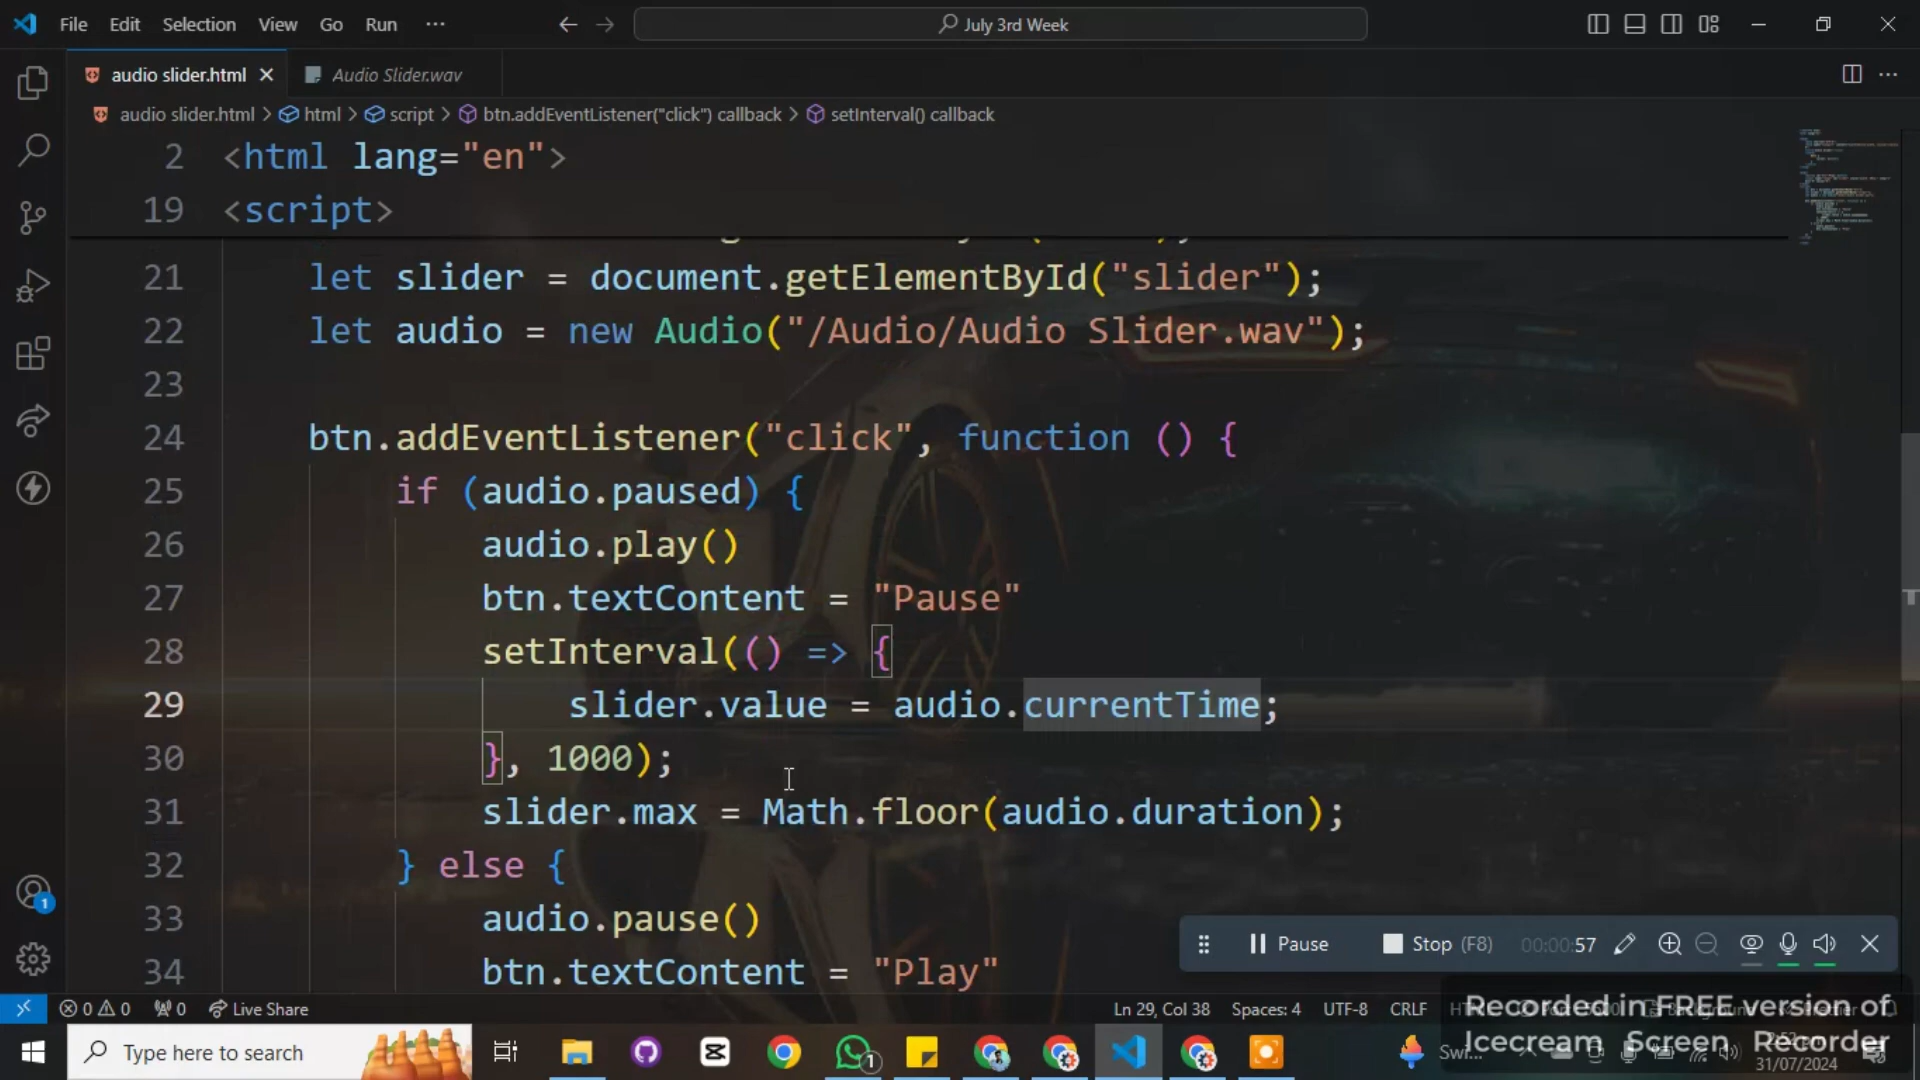 File Edit Selection View Go Run ···
July 3rd Week
audio slider.html Audio Slider.wav
audio slider.html > html > script > btn.addEventListener("click") callback > setInterval() callback
2 <html lang="en">
19 <script>
21 let slider = document.getElementById("slider");
22 let audio = new Audio("/Audio/Audio Slider.wav");
23
24 btn.addEventListener("click", function () {
25 if (audio.paused) {
26 audio.play()
27 btn.textContent = "Pause"
28 setInterval(() => {
29 slider.value = audio.currentTime;
30 }, 1000);
31 slider.max = Math.floor(audio.duration);
32 } else {
33 audio.pause()
34 btn.textContent = "Play"
Pause Stop (F8) 00:00:57
1
0 0 0 Live Share Ln 29, Col 38 Spaces: 4 UTF-8 CRLF
Recorded in FREE version of
Icecream Screen Recorder
Type here to search
1
Swi...
31/07/2024